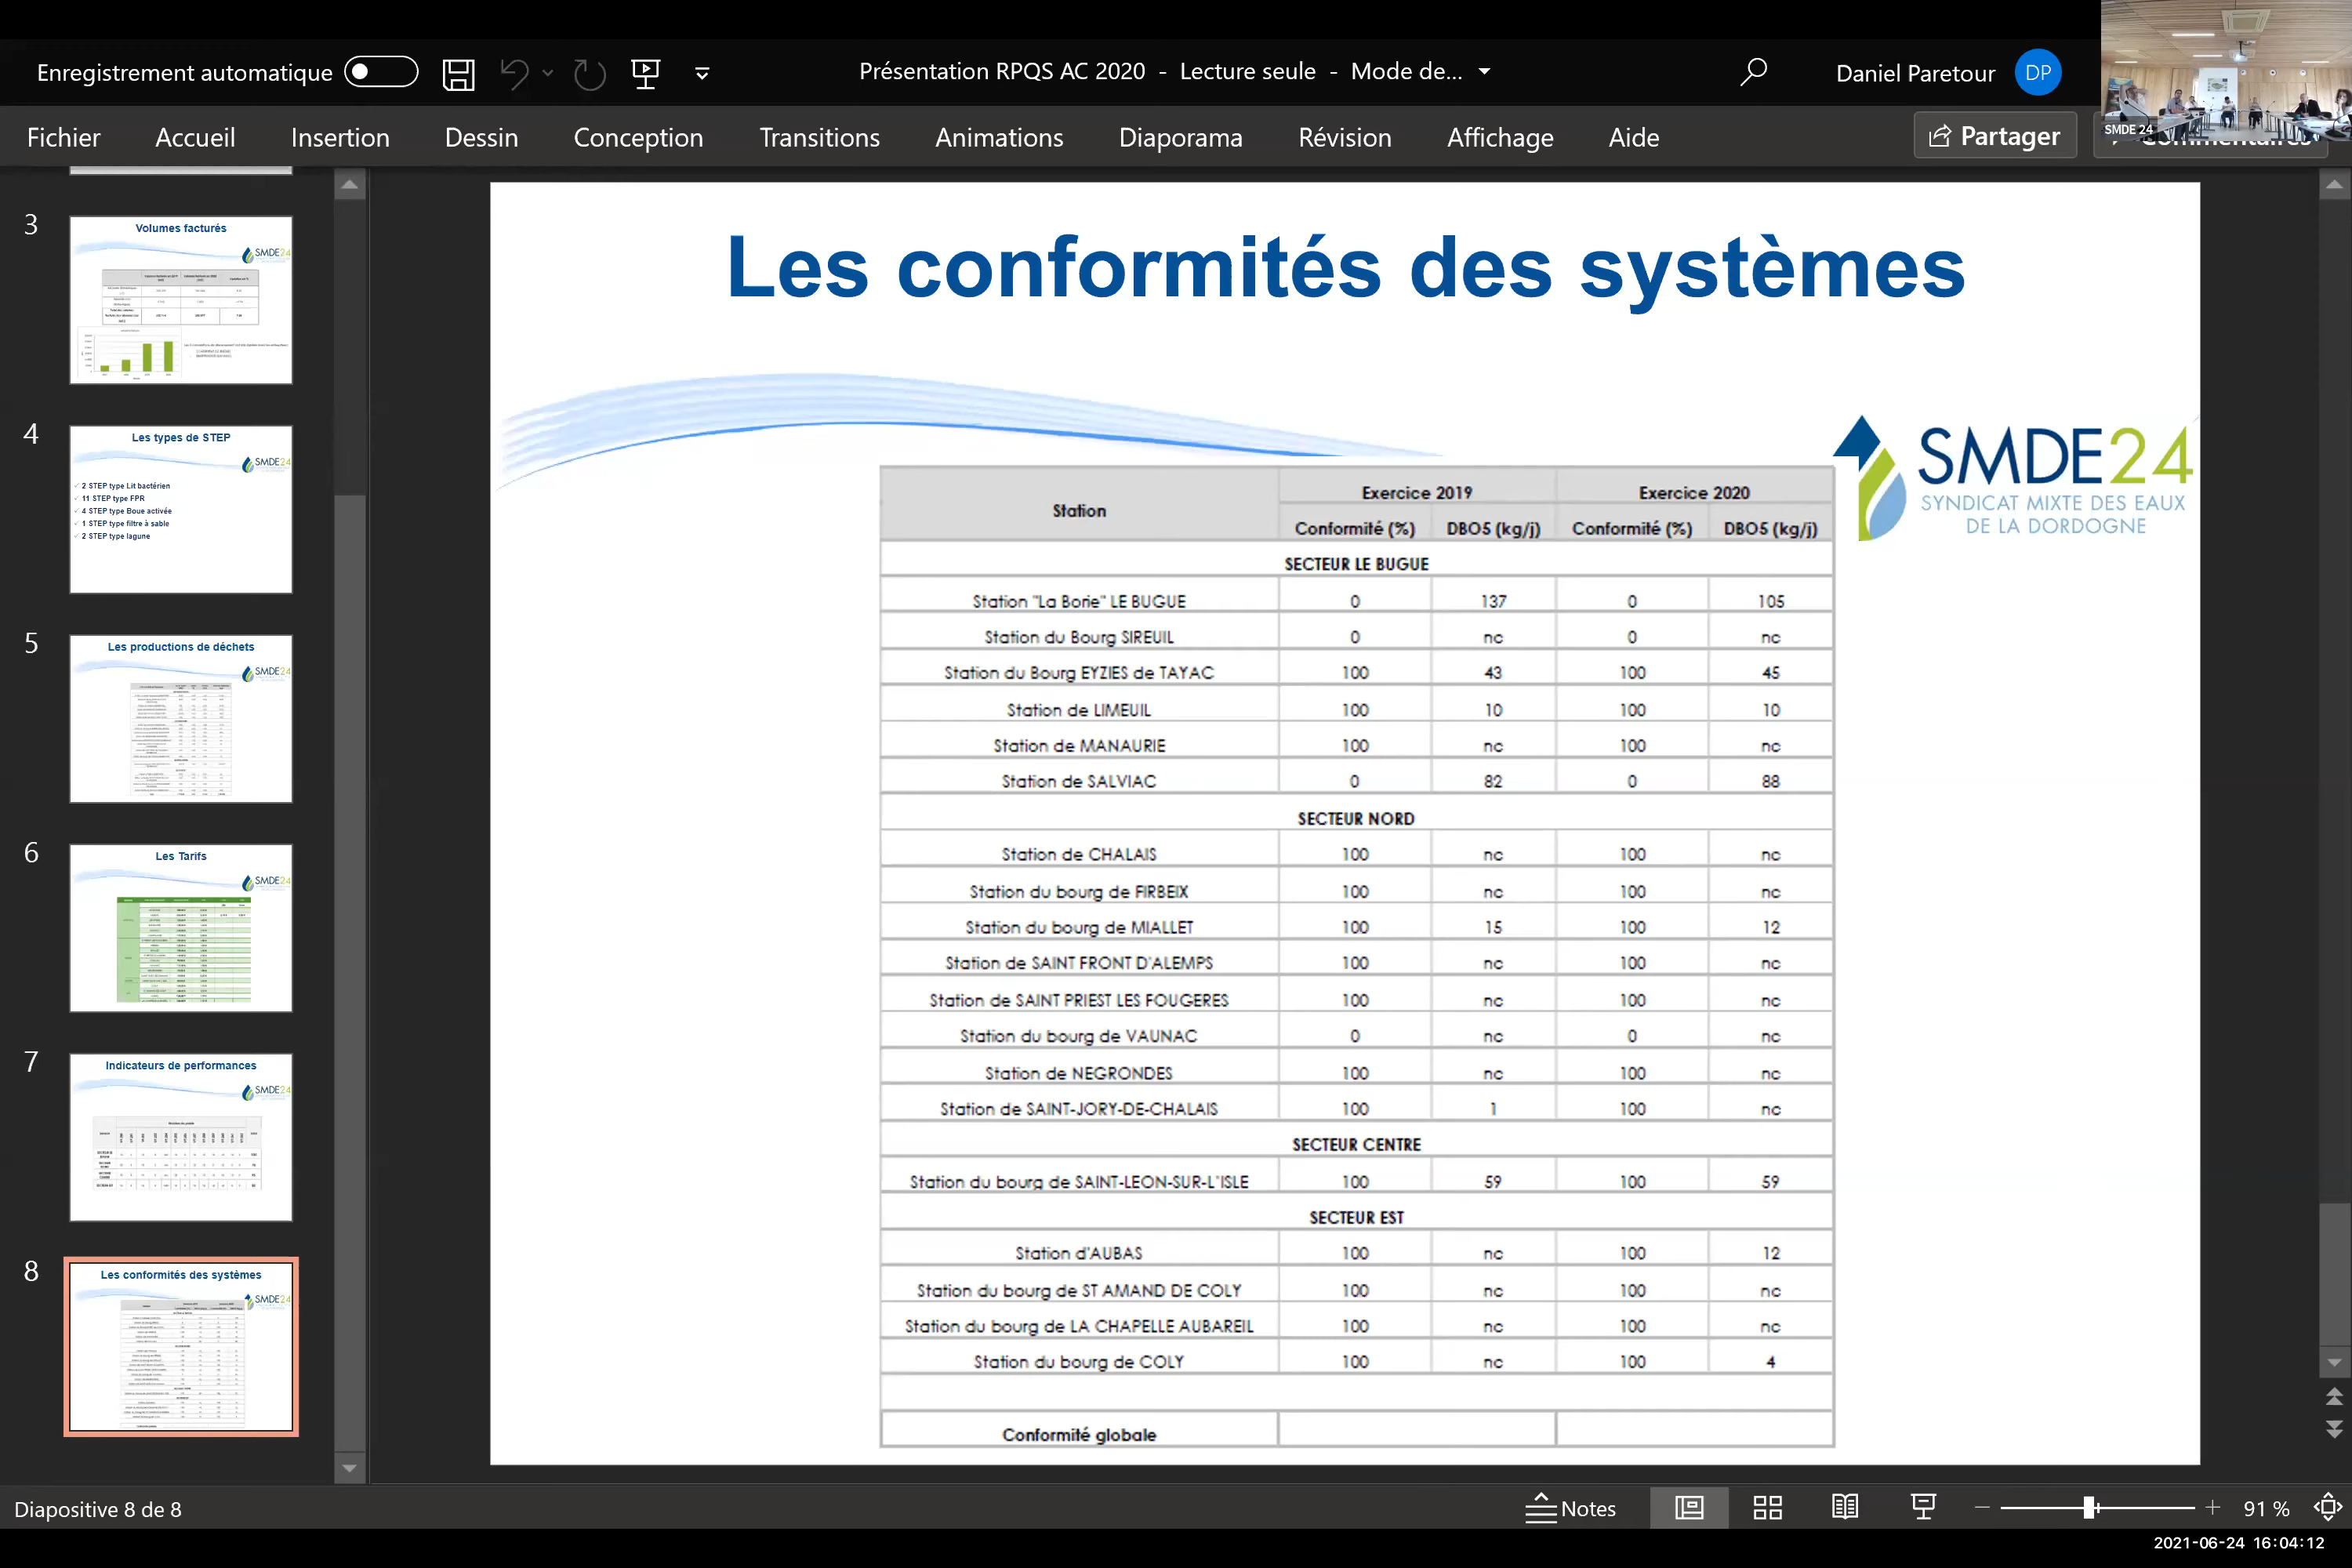 Enregistrement automatique
Présentation RPQS AC 2020 - Lecture seule - Mode de...
Daniel Paretour DP
SMDE 24
Fichier Accueil Insertion Dessin Conception Transitions Animations Diaporama Révision Affichage Aide Partager Commentaires
3
Volumes facturés
SMDE24
4
Les types de STEP
SMDE24
✓ 2 STEP type Lit bactérien
✓ 11 STEP type FPR
✓ 4 STEP type Boue activée
✓ 1 STEP type filtre à sable
✓ 2 STEP type lagune
5
Les productions de déchets
SMDE24
6
Les Tarifs
SMDE24
7
Indicateurs de performances
SMDE24
8
Les conformités des systèmes
SMDE24
Les conformités des systèmes
SMDE24
SYNDICAT MIXTE DES EAUX
DE LA DORDOGNE
Station Exercice 2019 Exercice 2020
Conformité (%) DBO5 (kg/j) Conformité (%) DBO5 (kg/j)
SECTEUR LE BUGUE
Station "La Borie" LE BUGUE 0 137 0 105
Station du Bourg SIREUIL 0 nc 0 nc
Station du Bourg EYZIES de TAYAC 100 43 100 45
Station de LIMEUIL 100 10 100 10
Station de MANAURIE 100 nc 100 nc
Station de SALVIAC 0 82 0 88
SECTEUR NORD
Station de CHALAIS 100 nc 100 nc
Station du bourg de FIRBEIX 100 nc 100 nc
Station du bourg de MIALLET 100 15 100 12
Station de SAINT FRONT D'ALEMPS 100 nc 100 nc
Station de SAINT PRIEST LES FOUGERES 100 nc 100 nc
Station du bourg de VAUNAC 0 nc 0 nc
Station de NEGRONDES 100 nc 100 nc
Station de SAINT-JORY-DE-CHALAIS 100 1 100 nc
SECTEUR CENTRE
Station du bourg de SAINT-LEON-SUR-L'ISLE 100 59 100 59
SECTEUR EST
Station d'AUBAS 100 nc 100 12
Station du bourg de ST AMAND DE COLY 100 nc 100 nc
Station du bourg de LA CHAPELLE AUBAREIL 100 nc 100 nc
Station du bourg de COLY 100 nc 100 4
Conformité globale
Diapositive 8 de 8
Notes
91 %
2021-06-24 16:04:12